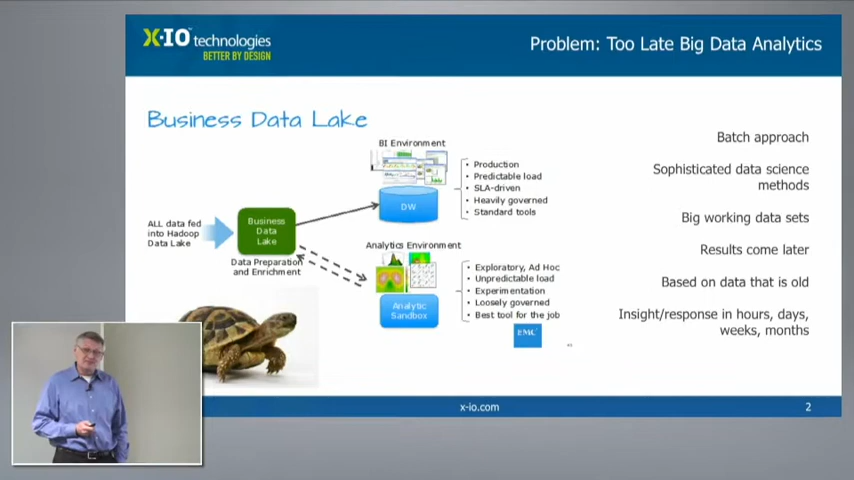 X-IO technologies
BETTER BY DESIGN
Problem: Too Late Big Data Analytics
Business Data Lake
ALL data fed
into Hadoop
Data Lake
Business
Data
Lake
Data Preparation
and Enrichment
BI Environment
DW
• Production
• Predictable load
• SLA-driven
• Heavily governed
• Standard tools
Analytics Environment
Analytic
Sandbox
• Exploratory, Ad Hoc
• Unpredictable load
• Experimentation
• Loosely governed
• Best tool for the job
EMC
Batch approach
Sophisticated data science
methods
Big working data sets
Results come later
Based on data that is old
Insight/response in hours, days,
weeks, months
x-io.com
2